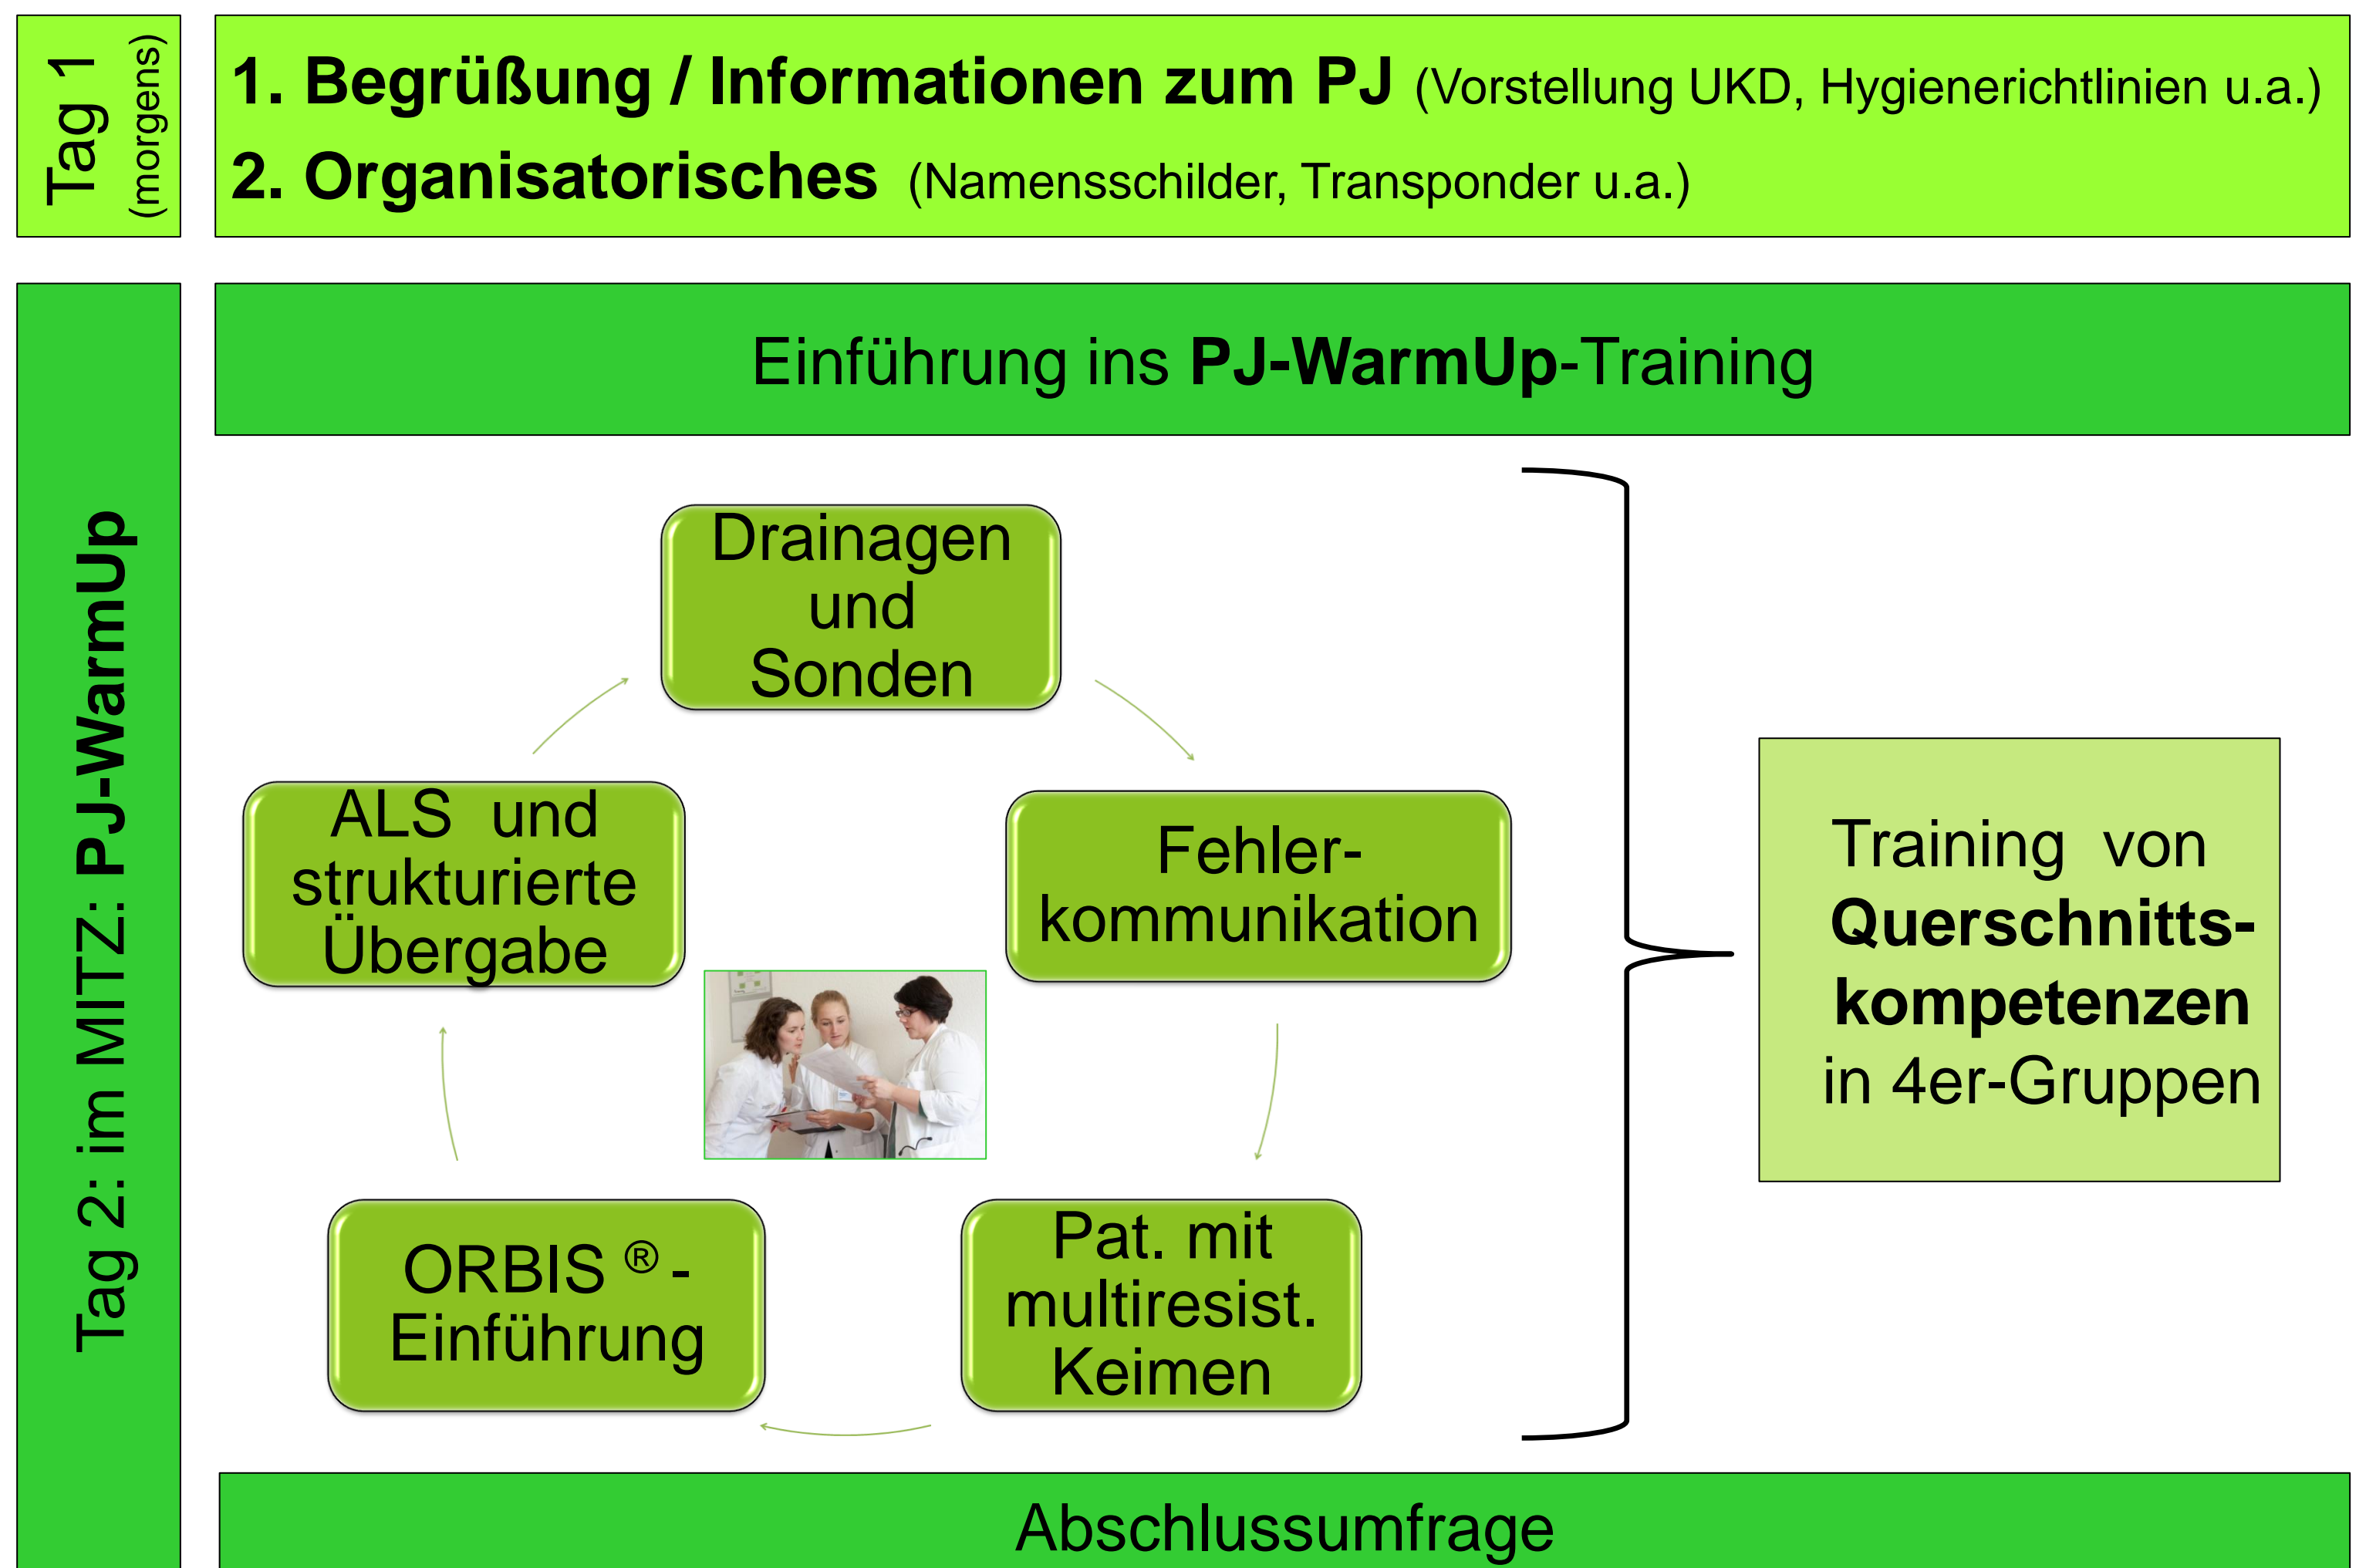 Tag 1
(morgens)
1. Begrüßung / Informationen zum PJ (Vorstellung UKD, Hygienerichtlinien u.a.)
2. Organisatorisches (Namensschilder, Transponder u.a.)
Tag 2: im MITZ: PJ-WarmUp
Einführung ins PJ-WarmUp-Training
Drainagen
und
Sonden
Fehler-
kommunikation
Pat. mit
multiresist.
Keimen
ORBIS ® -
Einführung
ALS und
strukturierte
Übergabe
Training von
Querschnitts-
kompetenzen
in 4er-Gruppen
Abschlussumfrage